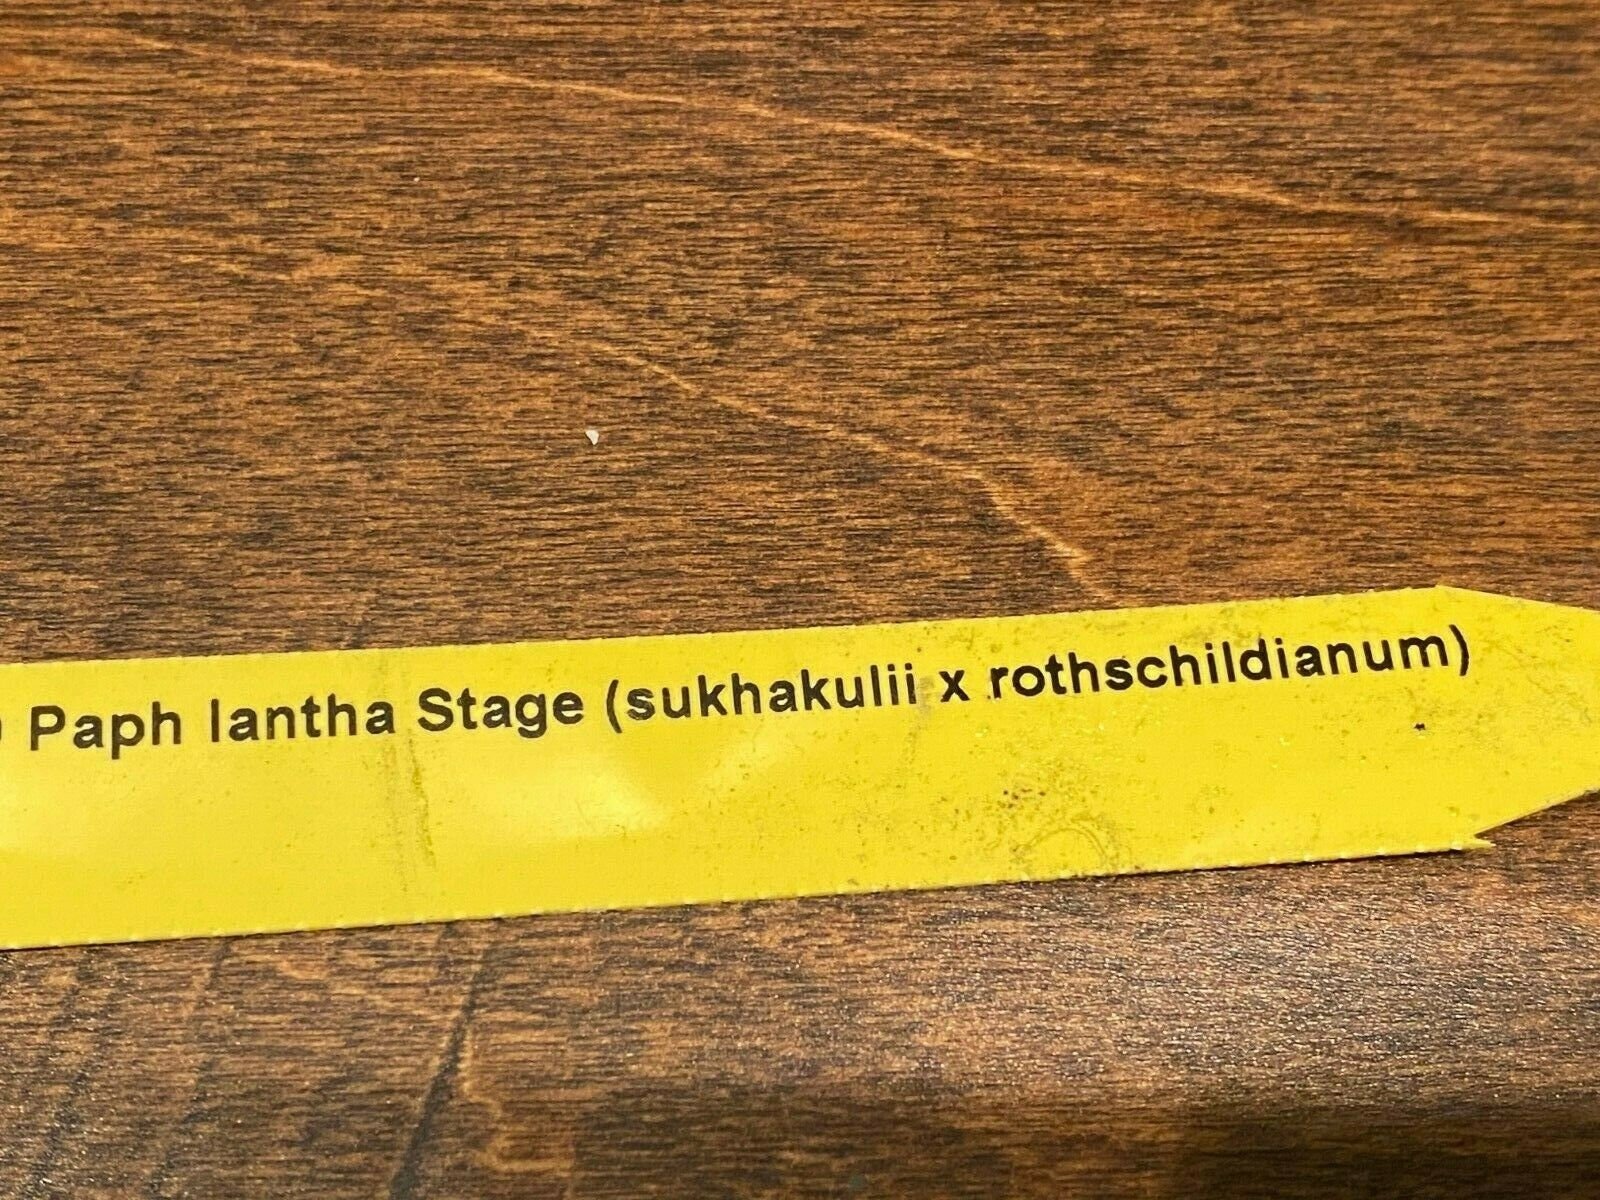 Paph Iantha Stage (sukhakulii x rothschildianum)